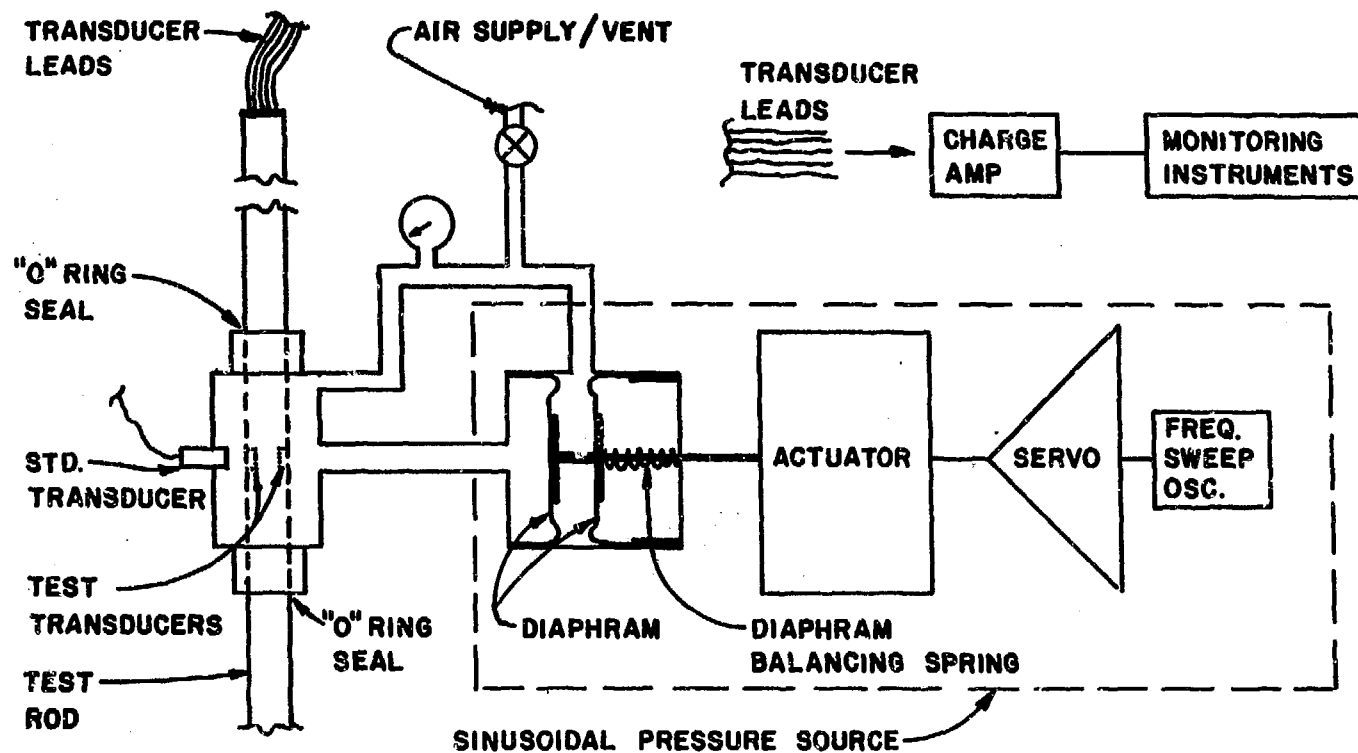 TRANSDUCER
LEADS
AIR SUPPLY/VENT
TRANSDUCER
LEADS
CHARGE
AMP
MONITORING
INSTRUMENTS
"O" RING
SEAL
STD.
TRANSDUCER
ACTUATOR
SERVO
FREQ.
SWEEP
OSC.
TEST
TRANSDUCERS
"O" RING
SEAL
DIAPHRAM
DIAPHRAM
BALANCING SPRING
TEST
ROD
SINUSOIDAL PRESSURE SOURCE